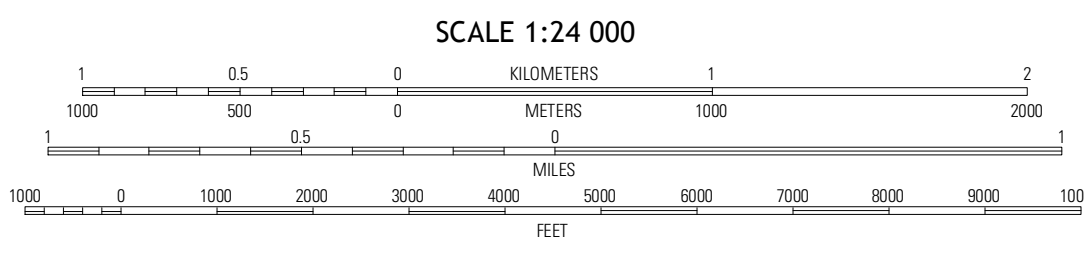 SCALE 1:24 000
1 0.5 0 KILOMETERS 1 2
1000 500 0 METERS 1000 2000
1 0.5 0 1
MILES
1000 0 1000 2000 3000 4000 5000 6000 7000 8000 9000 100
FEET